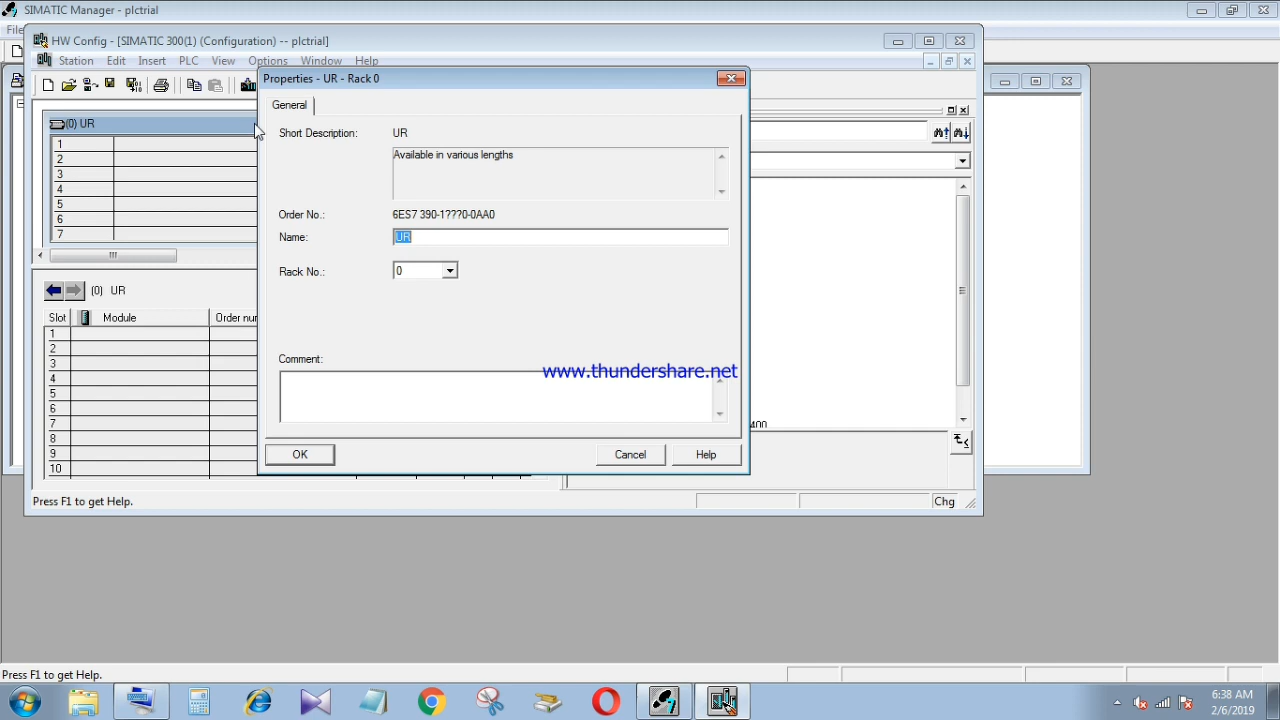 SIMATIC Manager - plctrial
File
HW Config - [SIMATIC 300(1) (Configuration) -- plctrial]
Station Edit Insert PLC View Options Window Help
Properties - UR - Rack 0
General
(0) UR
1
2
3
4
5
6
7
Short Description: UR
Available in various lengths
Order No.: 6ES7 390-1???0-0AA0
Name: UR
Rack No.: 0
Comment:
OK Cancel Help
(0) UR
Slot Module Order num
1
2
3
4
5
6
7
8
9
10
www.thundershare.net
400
Press F1 to get Help.
Chg
Press F1 to get Help.
6:38 AM
2/6/2019